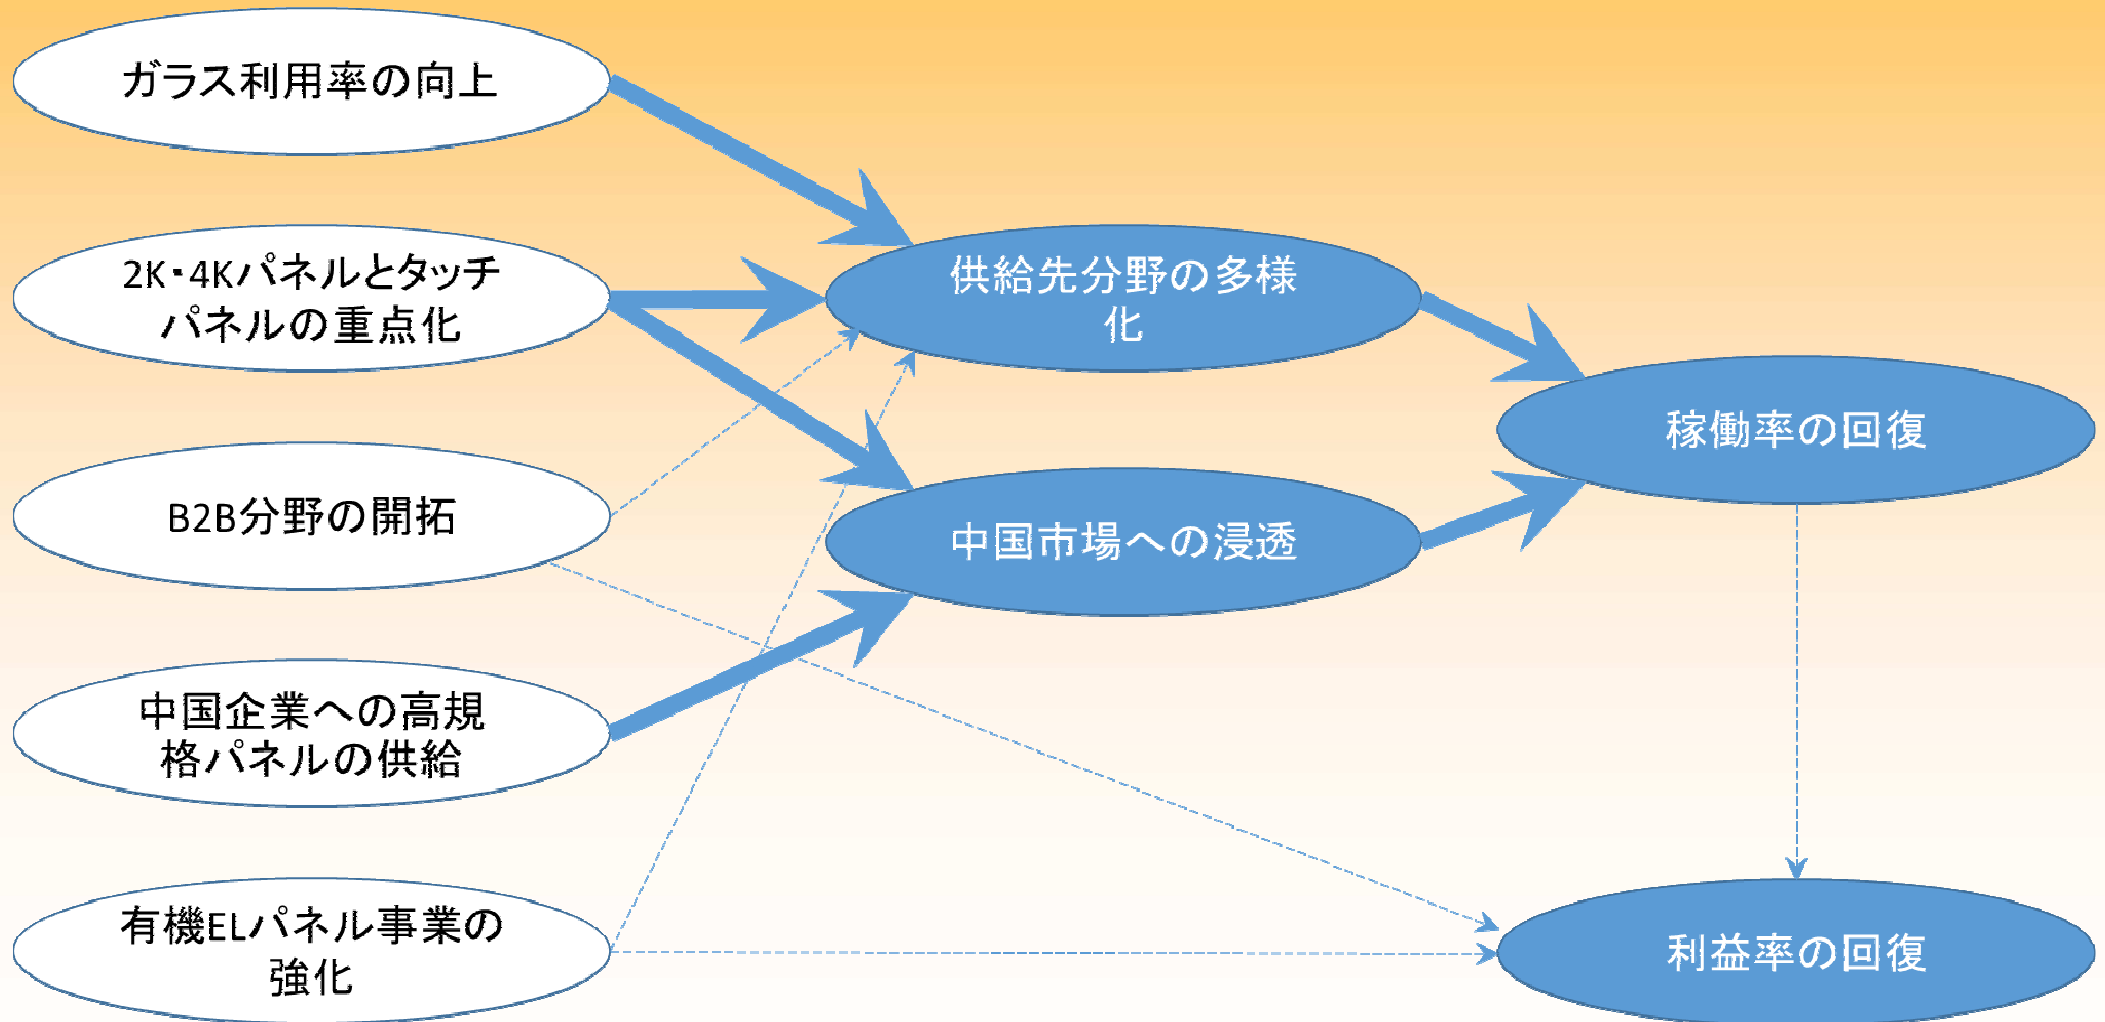 ガラス利用率の向上
2K・4Kパネルとタッチ
パネルの重点化
B2B分野の開拓
中国企業への高規
格パネルの供給
有機ELパネル事業の
強化
供給先分野の多様
化
中国市場への浸透
稼働率の回復
利益率の回復